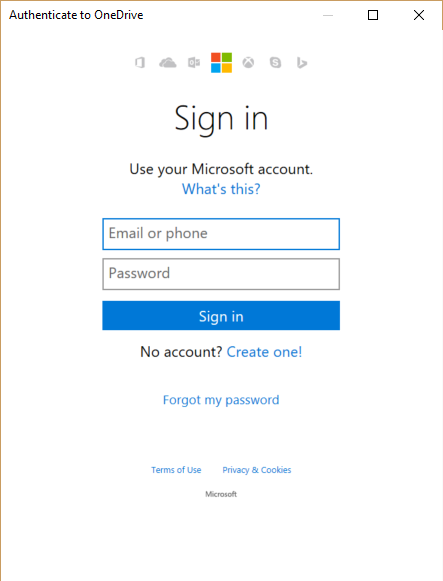 Authenticate to OneDrive
Sign in
Use your Microsoft account.
What's this?
Email or phone
Password
Sign in
No account? Create one!
Forgot my password
Terms of Use Privacy & Cookies
Microsoft